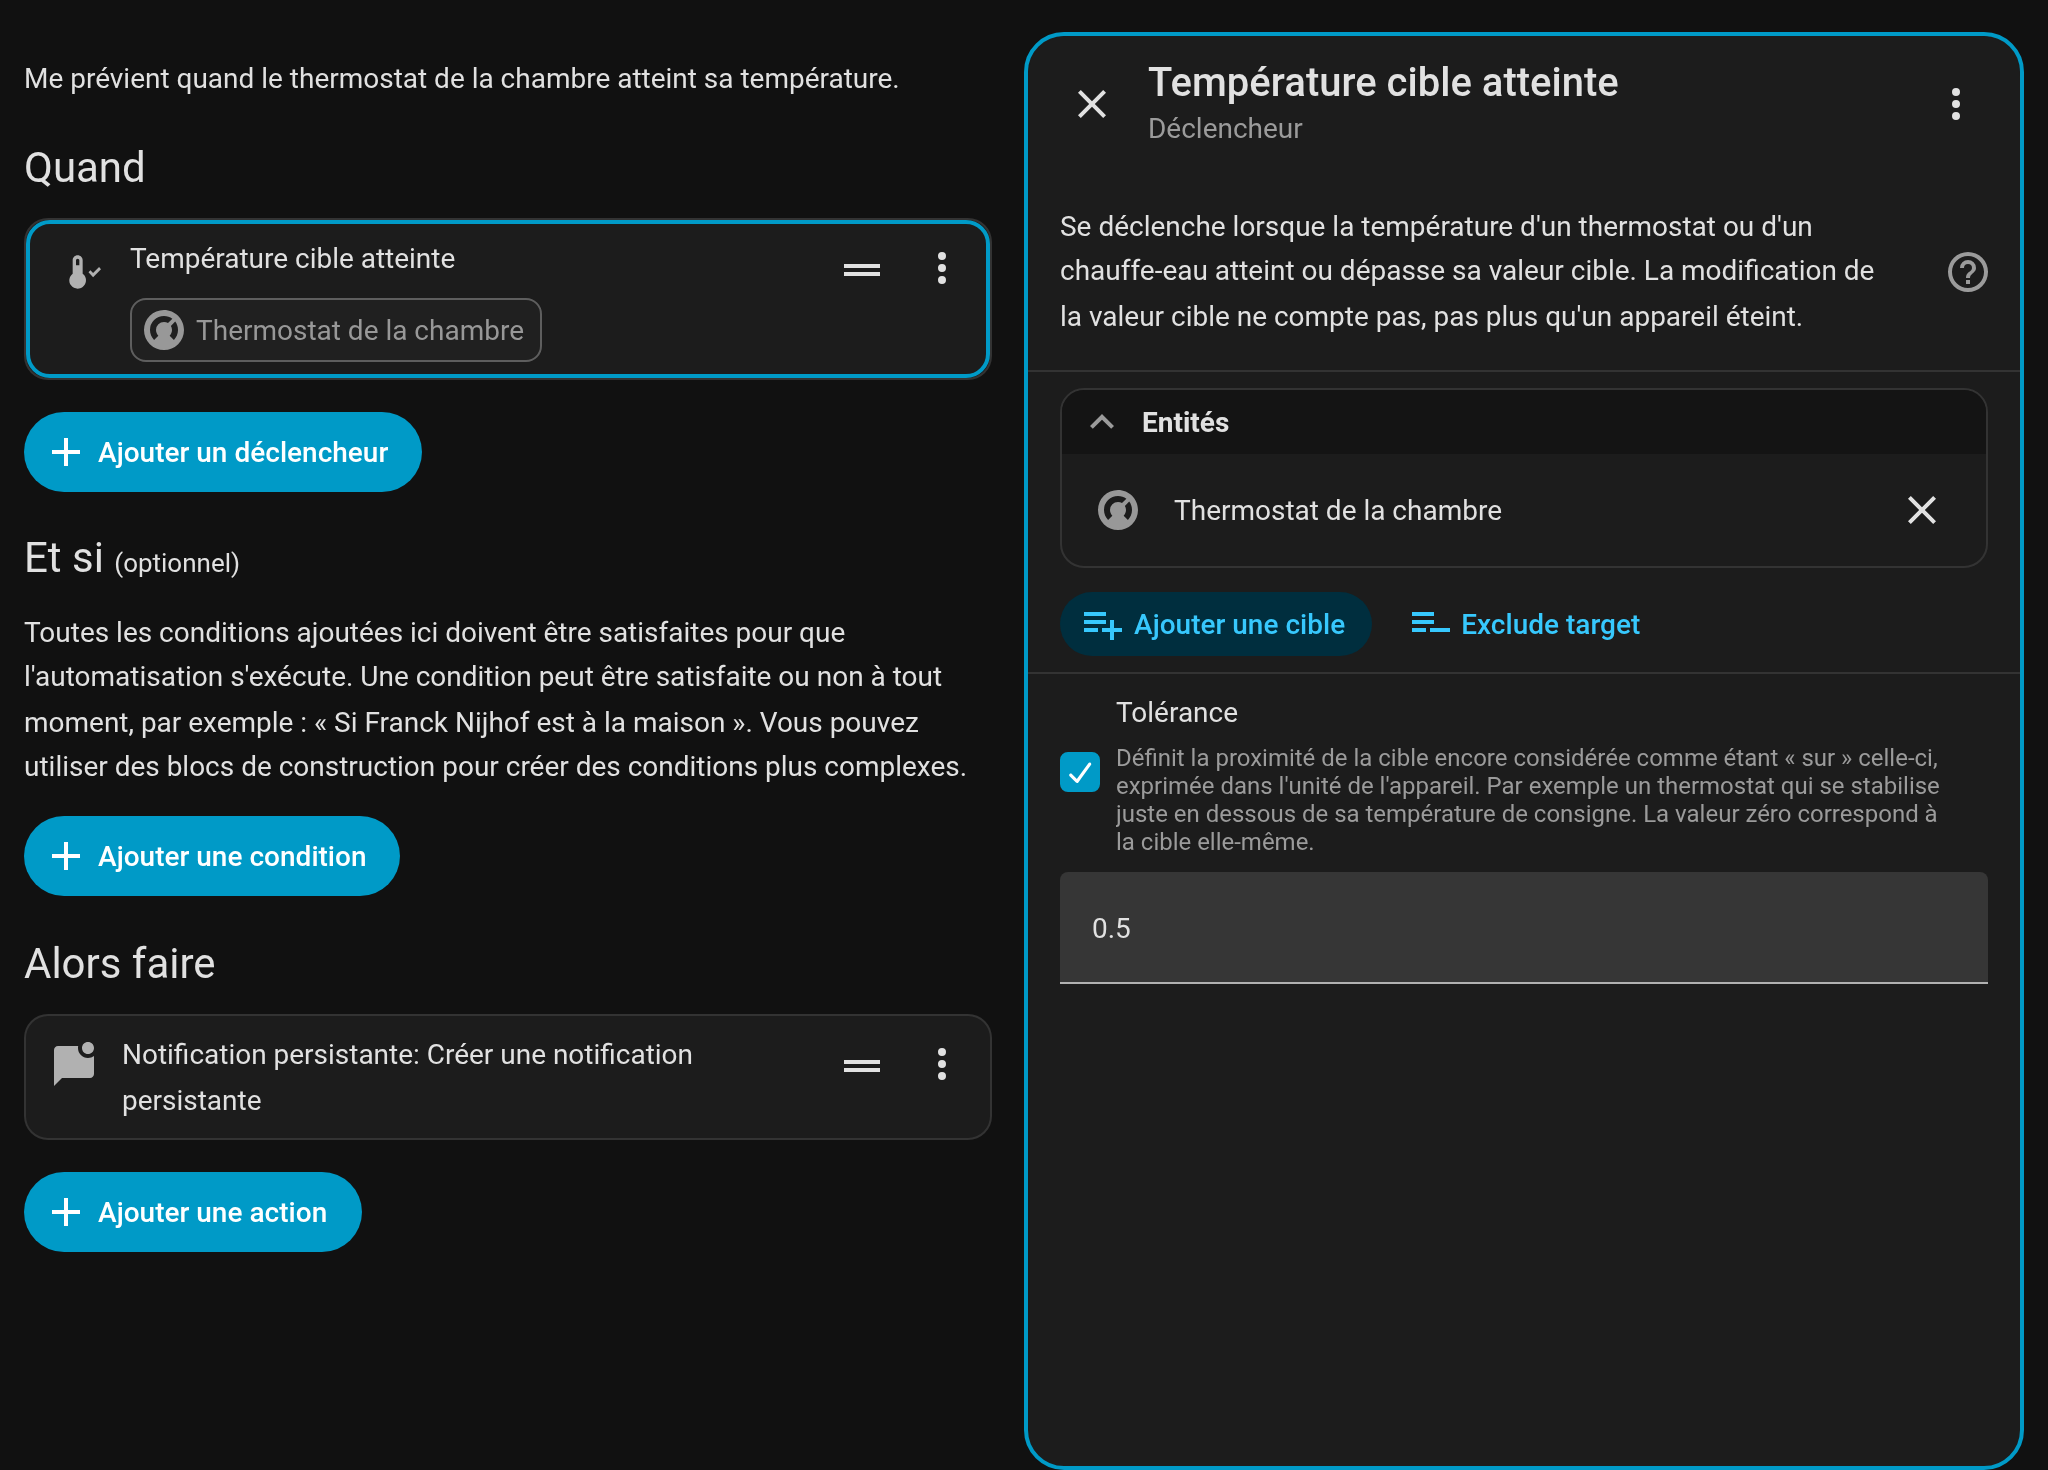 Me prévient quand le thermostat de la chambre atteint sa température.
Quand
Température cible atteinte
Thermostat de la chambre
Ajouter un déclencheur
Et si (optionnel)
Toutes les conditions ajoutées ici doivent être satisfaites pour que
l'automatisation s'exécute. Une condition peut être satisfaite ou non à tout
moment, par exemple : « Si Franck Nijhof est à la maison ». Vous pouvez
utiliser des blocs de construction pour créer des conditions plus complexes.
Ajouter une condition
Alors faire
Notification persistante: Créer une notification
persistante
Ajouter une action
Température cible atteinte
Déclencheur
Se déclenche lorsque la température d'un thermostat ou d'un
chauffe-eau atteint ou dépasse sa valeur cible. La modification de
la valeur cible ne compte pas, pas plus qu'un appareil éteint.
Entités
Thermostat de la chambre
Ajouter une cible
Exclude target
Tolérance
Définit la proximité de la cible encore considérée comme étant « sur » celle-ci,
exprimée dans l'unité de l'appareil. Par exemple un thermostat qui se stabilise
juste en dessous de sa température de consigne. La valeur zéro correspond à
la cible elle-même.
0.5